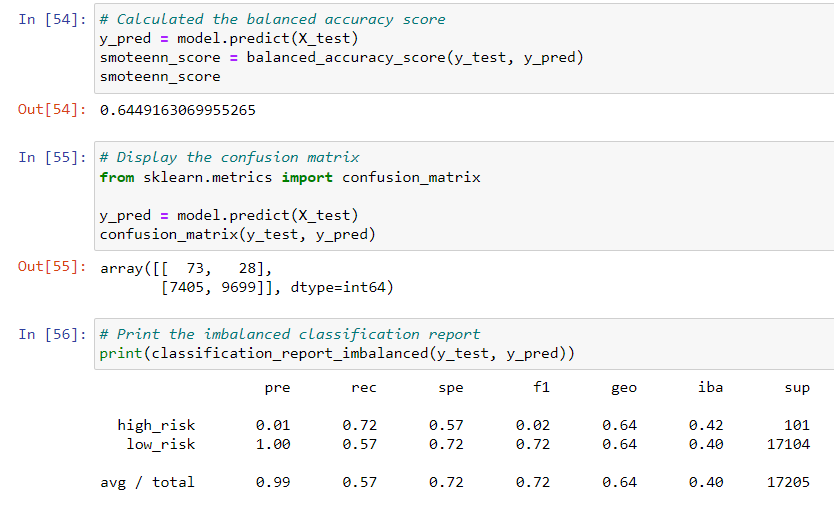 In [54]: # Calculated the balanced accuracy score
y_pred = model.predict(X_test)
smoteenn_score = balanced_accuracy_score(y_test, y_pred)
smoteenn_score
Out[54]: 0.6449163069955265
In [55]: # Display the confusion matrix
from sklearn.metrics import confusion_matrix
y_pred = model.predict(X_test)
confusion_matrix(y_test, y_pred)
Out[55]: array([[  73,   28],
       [7405, 9699]], dtype=int64)
In [56]: # Print the imbalanced classification report
print(classification_report_imbalanced(y_test, y_pred))
pre rec spe f1 geo iba sup
high_risk 0.01 0.72 0.57 0.02 0.64 0.42 101
low_risk 1.00 0.57 0.72 0.72 0.64 0.40 17104
avg / total 0.99 0.57 0.72 0.72 0.64 0.40 17205